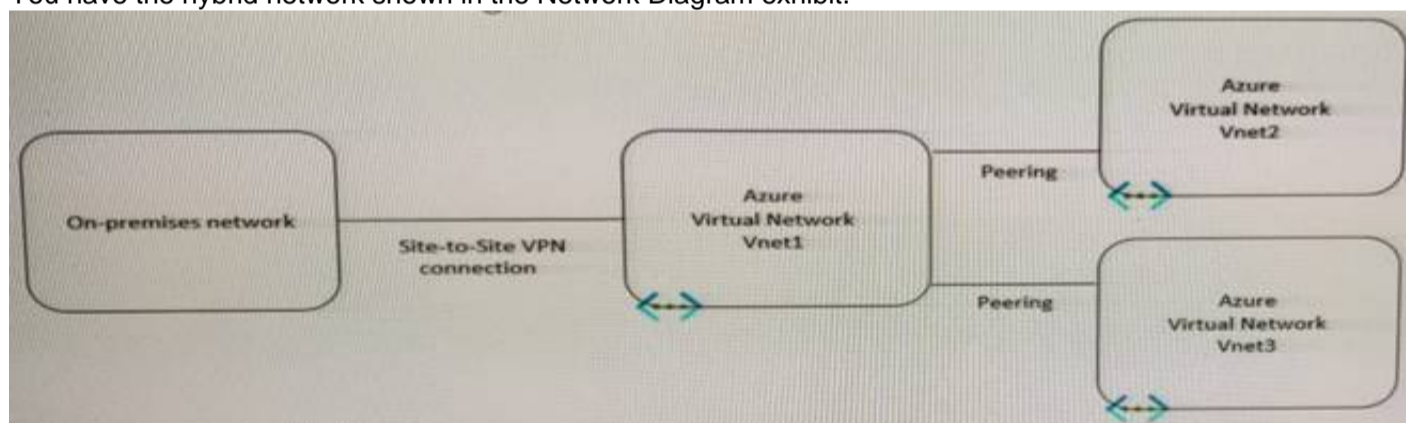 You have the hybrid network shown in the Network Diagram exhibit.
Azure
Virtual Network
Vnet2
Peering
On-premises network
Site-to-Site VPN
connection
Azure
Virtual Network
Vnet1
Peering
Azure
Virtual Network
Vnet3